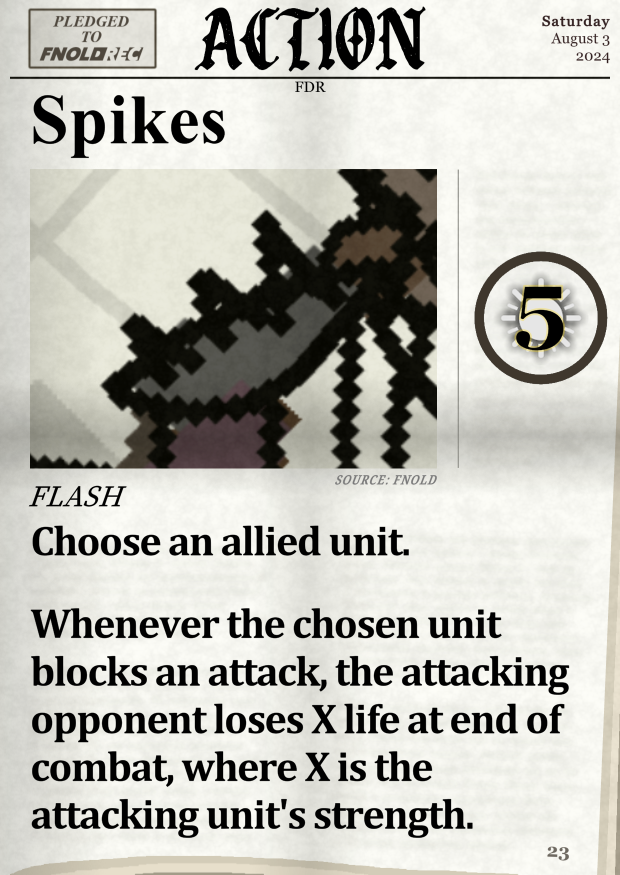 PLEDGED
TO
FNOLDREC
ACTION
Saturday
August 3
2024
FDR
Spikes
5
SOURCE: FNOLD
FLASH
Choose an allied unit.
Whenever the chosen unit
blocks an attack, the attacking
opponent loses X life at end of
combat, where X is the
attacking unit's strength.
23